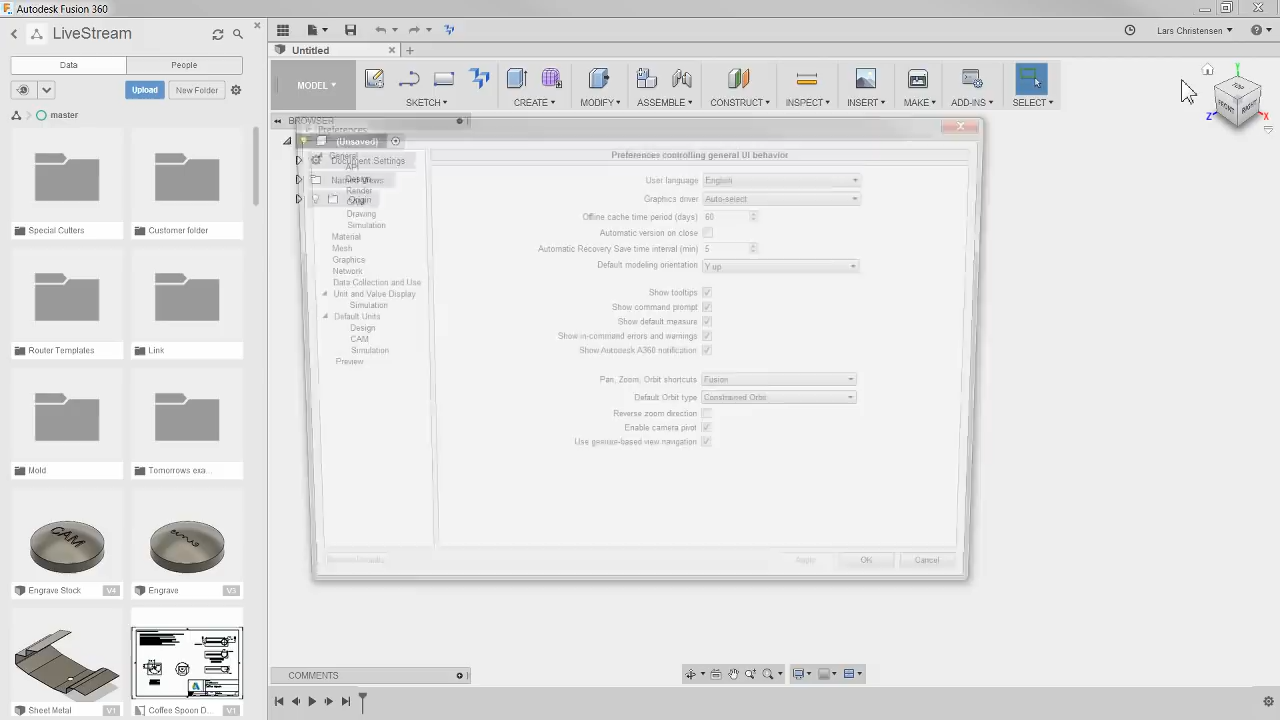 Autodesk Fusion 360
LiveStream
Data
People
Upload
New Folder
master
Special Cutters
Customer folder
Router Templates
Link
Mold
Tomorrows exa...
CAM
Engrave Stock
V4
Engrave
V3
Sheet Metal
V1
Coffee Spoon D...
V1
Lars Christensen
Untitled
MODEL
SKETCH
CREATE
MODIFY
ASSEMBLE
CONSTRUCT
INSPECT
INSERT
MAKE
ADD-INS
SELECT
Y
Z
X
BROWSER
(Unsaved)
Document Settings
Named Views
Origin
Preferences
General
API
Design
Render
CAM
Drawing
Simulation
Material
Mesh
Graphics
Network
Data Collection and Use
Unit and Value Display
Simulation
Default Units
Design
CAM
Simulation
Preview
Preferences controlling general UI behavior
User language English
Graphics driver Auto-select
Offline cache time period (days) 60
Automatic version on close
Automatic Recovery Save time interval (min) 5
Default modeling orientation Y up
Show tooltips
Show command prompt
Show default measure
Show in-command errors and warnings
Show Autodesk A360 notification
Pan, Zoom, Orbit shortcuts Fusion
Default Orbit type Constrained Orbit
Reverse zoom direction
Enable camera pivot
Use gesture-based view navigation
Restore Defaults
Apply
OK
Cancel
COMMENTS